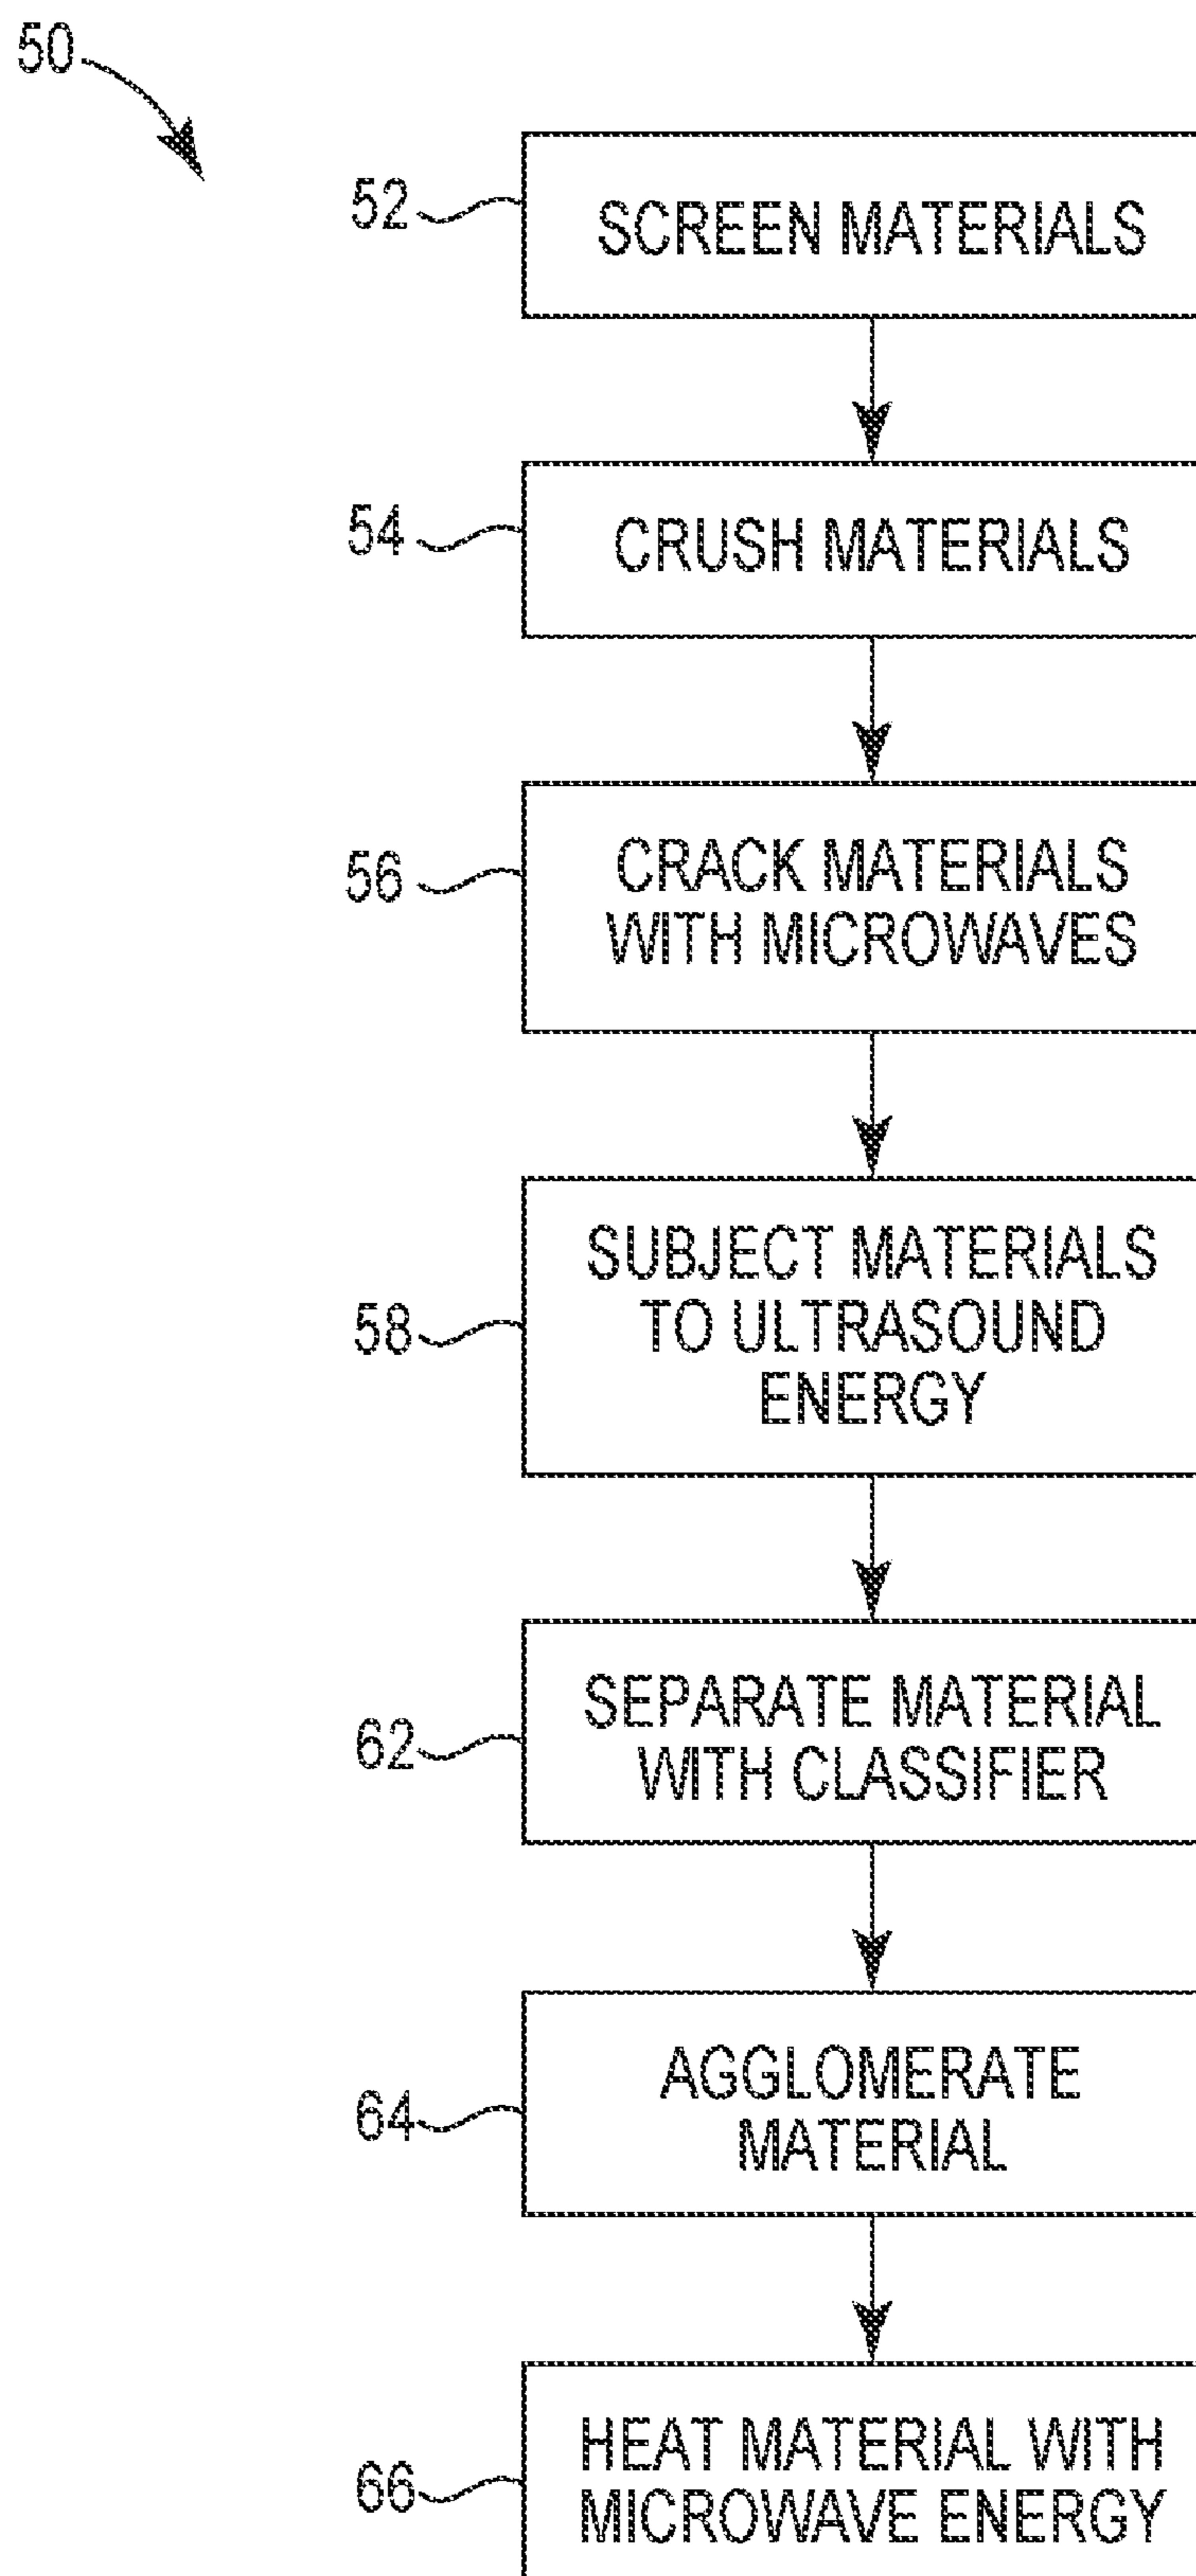 50
52
SCREEN MATERIALS
54
CRUSH MATERIALS
56
CRACK MATERIALS
WITH MICROWAVES
58
SUBJECT MATERIALS
TO ULTRASOUND
ENERGY
62
SEPARATE MATERIAL
WITH CLASSIFIER
64
AGGLOMERATE
MATERIAL
66
HEAT MATERIAL WITH
MICROWAVE ENERGY